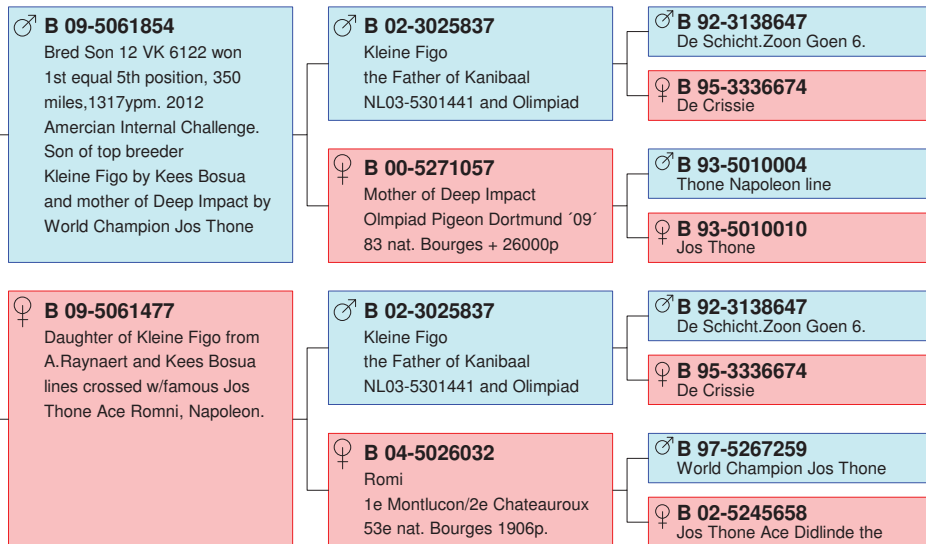 B 09-5061854
Bred Son 12 VK 6122 won
1st equal 5th position, 350
miles,1317ypm. 2012
Amercian Internal Challenge.
Son of top breeder
Kleine Figo by Kees Bosua
and mother of Deep Impact by
World Champion Jos Thone
B 02-3025837
Kleine Figo
the Father of Kanibaal
NL03-5301441 and Olimpiad
B 92-3138647
De Schicht.Zoon Goen 6.
B 95-3336674
De Crissie
B 00-5271057
Mother of Deep Impact
Olmpiad Pigeon Dortmund ´09´
83 nat. Bourges + 26000p
B 93-5010004
Thone Napoleon line
B 93-5010010
Jos Thone
B 09-5061477
Daughter of Kleine Figo from
A.Raynaert and Kees Bosua
lines crossed w/famous Jos
Thone Ace Romni, Napoleon.
B 02-3025837
Kleine Figo
the Father of Kanibaal
NL03-5301441 and Olimpiad
B 92-3138647
De Schicht.Zoon Goen 6.
B 95-3336674
De Crissie
B 04-5026032
Romi
1e Montlucon/2e Chateauroux
53e nat. Bourges 1906p.
B 97-5267259
World Champion Jos Thone
B 02-5245658
Jos Thone Ace Didlinde the